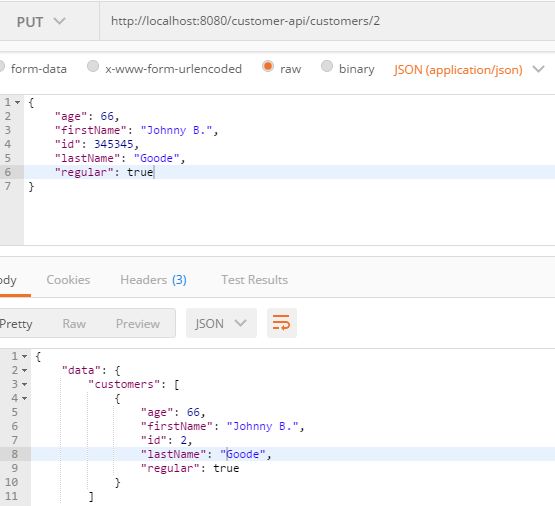 PUT http://localhost:8080/customer-api/customers/2
form-data x-www-form-urlencoded raw binary JSON (application/json)
1 {
2 "age": 66,
3 "firstName": "Johnny B.",
4 "id": 345345,
5 "lastName": "Goode",
6 "regular": true
7 }
ody Cookies Headers (3) Test Results
Pretty Raw Preview JSON
1 {
2 "data": {
3 "customers": [
4 {
5 "age": 66,
6 "firstName": "Johnny B.",
7 "id": 2,
8 "lastName": "Goode",
9 "regular": true
10 }
11 ]